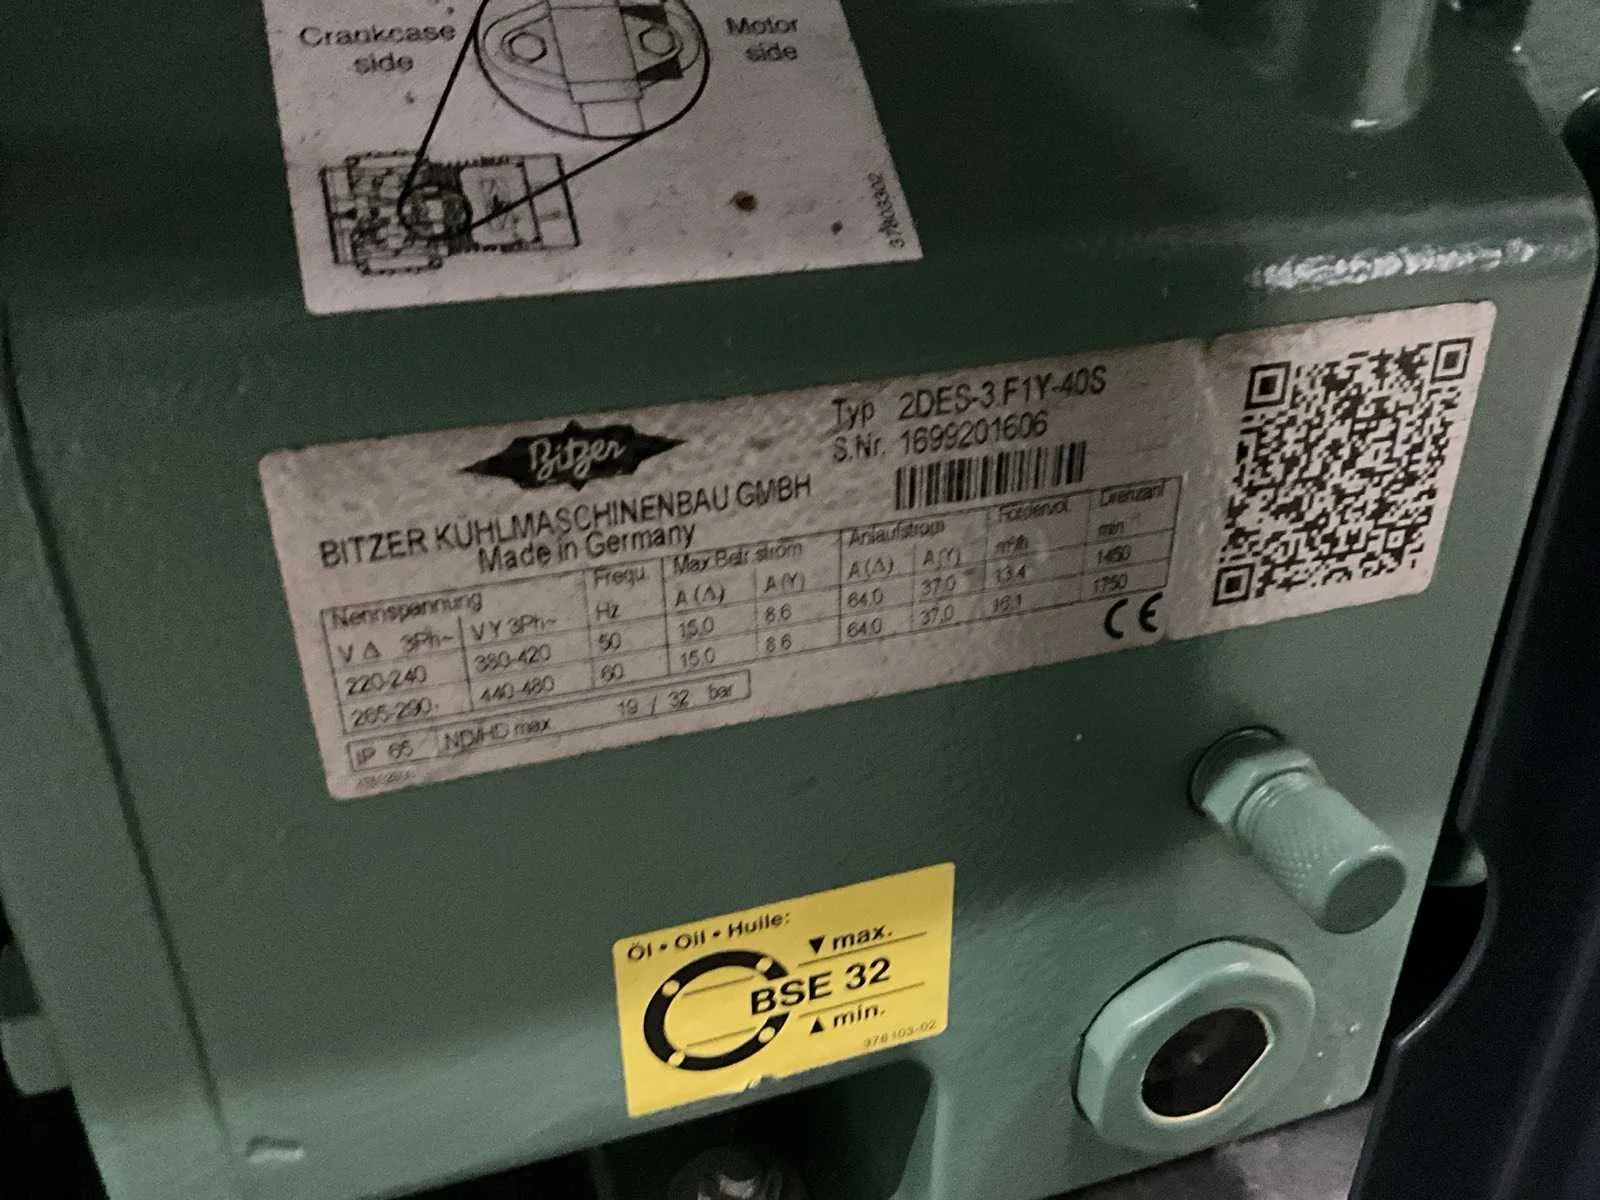 Crankcase side
Motor side
378033302
Bitzer
BITZER KÜHLMASCHINENBAU GMBH
Made in Germany
Typ 2DES-3.F1Y-40S
S.Nr. 1699201606
Nennspannung Frequ. Max.Betr.strom Anlaufstrom Fördervol. Drehzahl
V Δ 3Ph~ V Y 3Ph~ Hz A (Δ) A (Y) A (Δ) A (Y) m³/h min
220-240 380-420 50 15,0 8.6 64.0 37,0 13.4 1450
265-290 440-480 60 15,0 8.6 64.0 37,0 16.1 1750
IP 65 ND/HD max 19 / 32 bar
CE
Öl • Oil • Huile:
▼ max.
BSE 32
▲ min.
378103-02